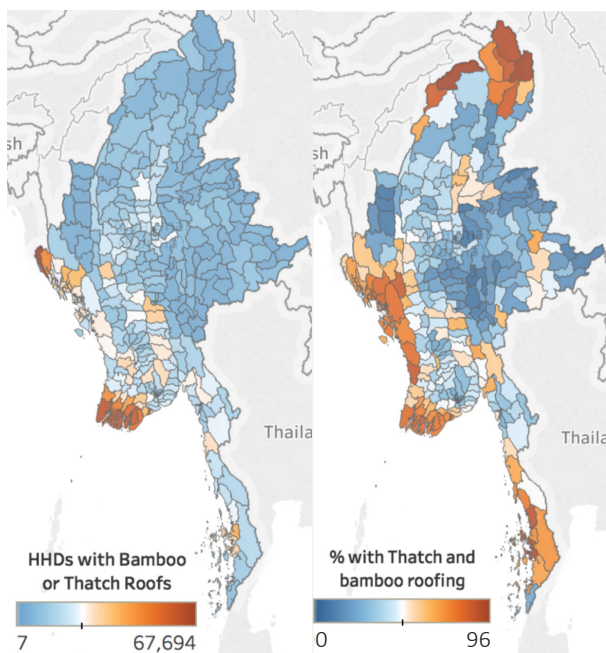 sh
Thaila
HHDs with Bamboo
or Thatch Roofs
7 67,694
sh
Thaila
% with Thatch and
bamboo roofing
0 96